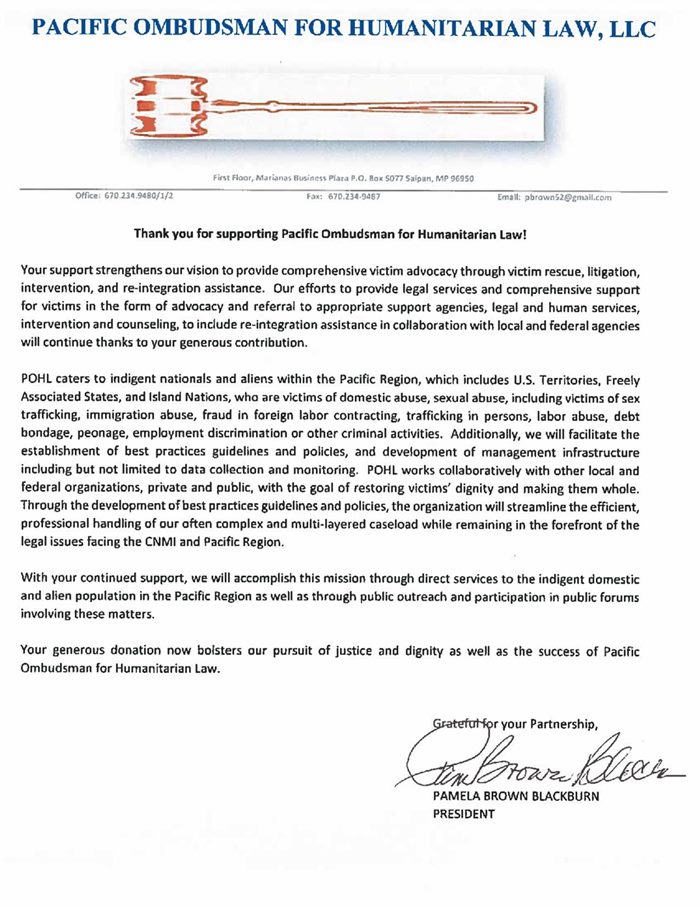 PACIFIC OMBUDSMAN FOR HUMANITARIAN LAW, LLC
First Floor, Marianas Business Plaza P.O. Box 5077 Saipan, MP 96950
Office: 670.234.9480/1/2 Fax: 670.234-9487 Email: pbrown52@gmail.com
Thank you for supporting Pacific Ombudsman for Humanitarian Law!
Your support strengthens our vision to provide comprehensive victim advocacy through victim rescue, litigation,
intervention, and re-integration assistance. Our efforts to provide legal services and comprehensive support
for victims in the form of advocacy and referral to appropriate support agencies, legal and human services,
intervention and counseling, to include re-integration assistance in collaboration with local and federal agencies
will continue thanks to your generous contribution.
POHL caters to indigent nationals and aliens within the Pacific Region, which includes U.S. Territories, Freely
Associated States, and Island Nations, who are victims of domestic abuse, sexual abuse, including victims of sex
trafficking, immigration abuse, fraud in foreign labor contracting, trafficking in persons, labor abuse, debt
bondage, peonage, employment discrimination or other criminal activities. Additionally, we will facilitate the
establishment of best practices guidelines and policies, and development of management infrastructure
including but not limited to data collection and monitoring. POHL works collaboratively with other local and
federal organizations, private and public, with the goal of restoring victims' dignity and making them whole.
Through the development of best practices guidelines and policies, the organization will streamline the efficient,
professional handling of our often complex and multi-layered caseload while remaining in the forefront of the
legal issues facing the CNMI and Pacific Region.
With your continued support, we will accomplish this mission through direct services to the indigent domestic
and alien population in the Pacific Region as well as through public outreach and participation in public forums
involving these matters.
Your generous donation now bolsters our pursuit of justice and dignity as well as the success of Pacific
Ombudsman for Humanitarian Law.
Grateful for your Partnership,
Pam Brown Blackburn
PAMELA BROWN BLACKBURN
PRESIDENT